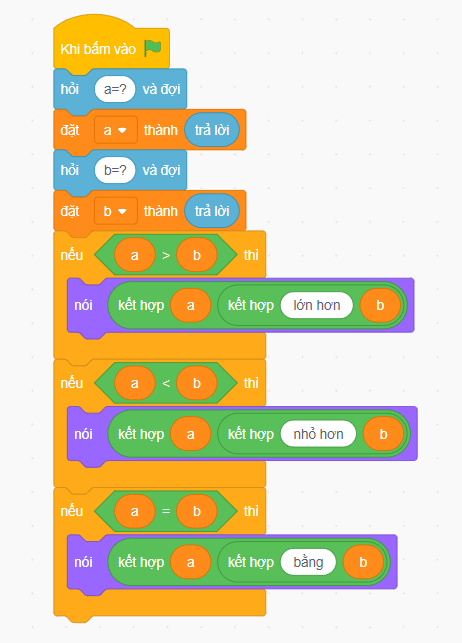 Khi bấm vào
hỏi a=? và đợi
đặt a thành trả lời
hỏi b=? và đợi
đặt b thành trả lời
nếu a > b thì
nói kết hợp a kết hợp lớn hơn b
nếu a < b thì
nói kết hợp a kết hợp nhỏ hơn b
nếu a = b thì
nói kết hợp a kết hợp bằng b